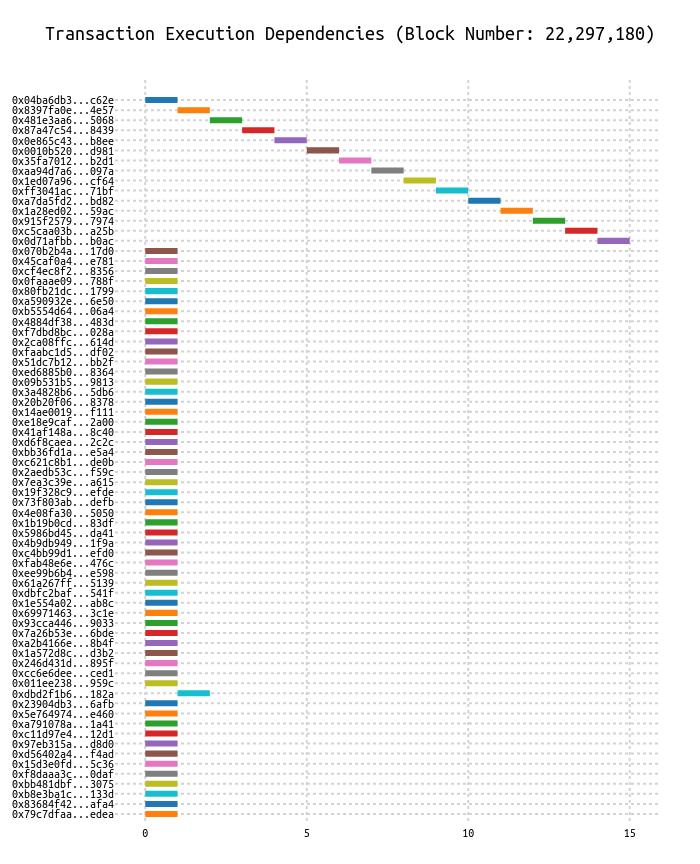 Transaction Execution Dependencies (Block Number: 22,297,180)
0x04ba6db3...c62e
0x8397fa0e...4e57
0x481e3aa6...5068
0x87a47c54...8439
0x0e865c43...b8ee
0x0010b520...d981
0x35fa7012...b2d1
0xaa94d7a6...097a
0x1ed07a96...cf64
0xff3041ac...71bf
0xa7da5fd2...bd82
0x1a28ed02...59ac
0x915f2579...7974
0xc5caa03b...a25b
0x0d71afbb...b0ac
0x070b2b4a...17d0
0x45caf0a4...e781
0xcf4ec8f2...8356
0x0faaae09...788f
0x80fb21dc...1799
0xa590932e...6e50
0xb5554d64...06a4
0x4884df38...483d
0xf7dbd8bc...028a
0x2ca08ffc...614d
0xfaabc1d5...df02
0x51dc7b12...bb2f
0xed6885b0...8364
0x09b531b5...9813
0x3a4828b6...5db6
0x20b20f06...8378
0x14ae0019...f111
0xe18e9caf...2a00
0x41af148a...8c40
0xd6f8caea...2c2c
0xbb36fd1a...e5a4
0xc621c8b1...de0b
0x2aedb53c...f59c
0x7ea3c39e...a615
0x19f328c9...efde
0x73f803ab...defb
0x4e08fa30...5050
0x1b19b0cd...83df
0x5986bd45...da41
0x4b9db949...1f9a
0xc4bb99d1...efd0
0xfab48e6e...476c
0xee99b6b4...e598
0x61a267ff...5139
0xdbfc2baf...541f
0x1e554a02...ab8c
0x69971463...3c1e
0x93cca446...9033
0x7a26b53e...6bde
0xa2b4166e...8b4f
0x1a572d8c...d3b2
0x246d431d...895f
0xcc6e6dee...ced1
0x011ee238...959c
0xdbd2f1b6...182a
0x23904db3...6afb
0x5e764974...e460
0xa791078a...1a41
0xc11d97e4...12d1
0x97eb315a...d8d0
0xd56402a4...f4ad
0x15d3e0fd...5c36
0xf8daaa3c...0daf
0xbb481dbf...3075
0xb8e3ba1c...133d
0x83684f42...afa4
0x79c7dfaa...edea
0 5 10 15